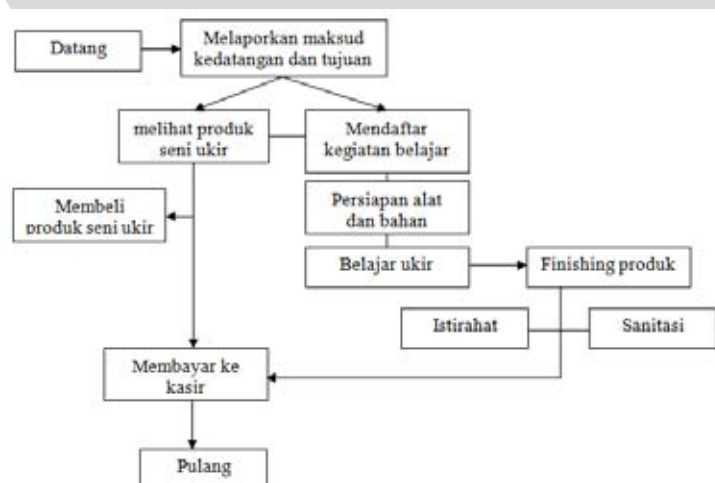 Datang
Melaporkan maksud
kedatangan dan tujuan
melihat produk
seni ukir
Mendaftar
kegiatan belajar
Membeli
produk seni ukir
Persiapan alat
dan bahan
Belajar ukir
Finishing produk
Istirahat
Sanitasi
Membayar ke
kasir
Pulang